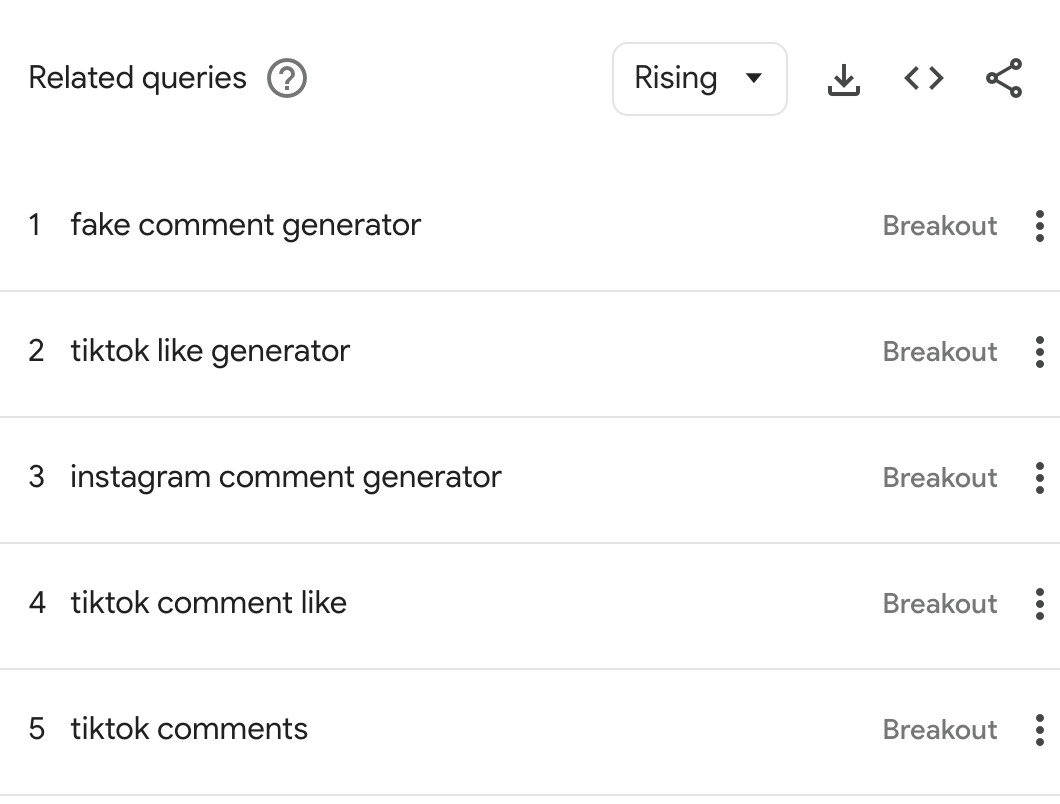 Related queries ?
Rising
1 fake comment generator Breakout
2 tiktok like generator Breakout
3 instagram comment generator Breakout
4 tiktok comment like Breakout
5 tiktok comments Breakout